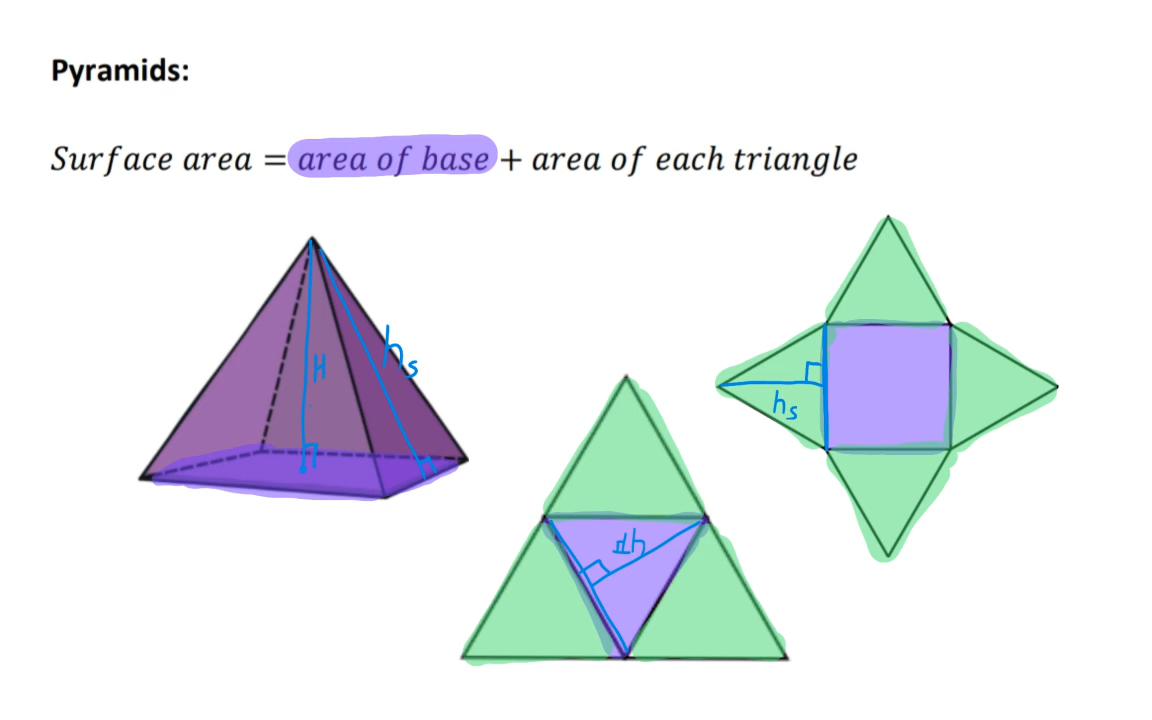 Pyramids:
Surface area = area of base + area of each triangle
H
hs
hs